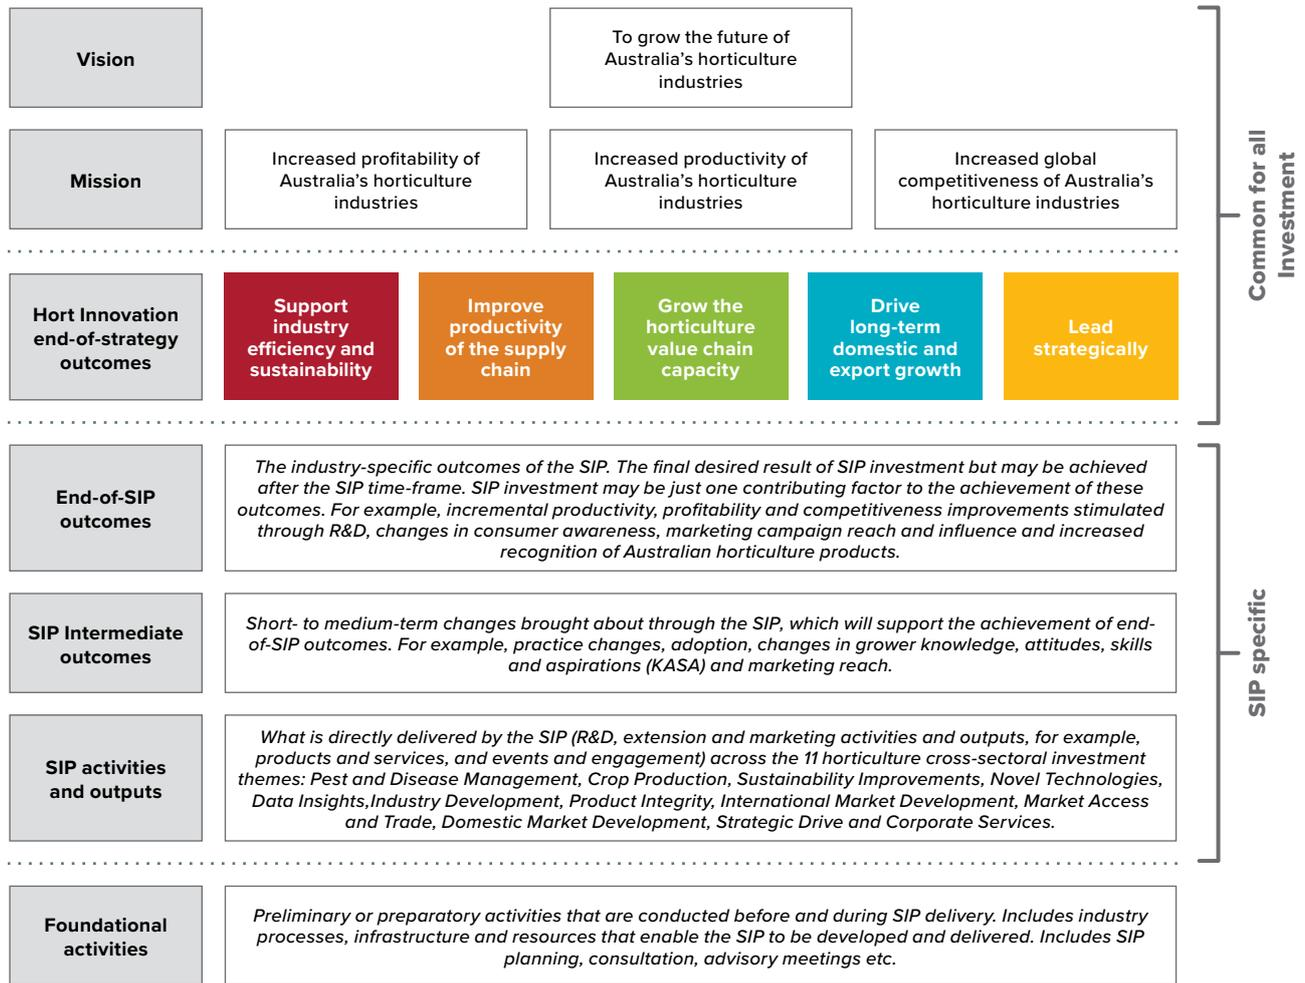 Vision
To grow the future of
Australia's horticulture
industries
Mission
Increased profitability of
Australia's horticulture
industries
Increased productivity of
Australia's horticulture
industries
Increased global
competitiveness of Australia's
horticulture industries
Common for all
Investment
Hort Innovation
end-of-strategy
outcomes
Support
industry
efficiency and
sustainability
Improve
productivity
of the supply
chain
Grow the
horticulture
value chain
capacity
Drive
long-term
domestic and
export growth
Lead
strategically
End-of-SIP
outcomes
The industry-specific outcomes of the SIP. The final desired result of SIP investment but may be achieved
after the SIP time-frame. SIP investment may be just one contributing factor to the achievement of these
outcomes. For example, incremental productivity, profitability and competitiveness improvements stimulated
through R&D, changes in consumer awareness, marketing campaign reach and influence and increased
recognition of Australian horticulture products.
SIP Intermediate
outcomes
Short- to medium-term changes brought about through the SIP, which will support the achievement of end-
of-SIP outcomes. For example, practice changes, adoption, changes in grower knowledge, attitudes, skills
and aspirations (KASA) and marketing reach.
SIP specific
SIP activities
and outputs
What is directly delivered by the SIP (R&D, extension and marketing activities and outputs, for example,
products and services, and events and engagement) across the 11 horticulture cross-sectoral investment
themes: Pest and Disease Management, Crop Production, Sustainability Improvements, Novel Technologies,
Data Insights,Industry Development, Product Integrity, International Market Development, Market Access
and Trade, Domestic Market Development, Strategic Drive and Corporate Services.
Foundational
activities
Preliminary or preparatory activities that are conducted before and during SIP delivery. Includes industry
processes, infrastructure and resources that enable the SIP to be developed and delivered. Includes SIP
planning, consultation, advisory meetings etc.